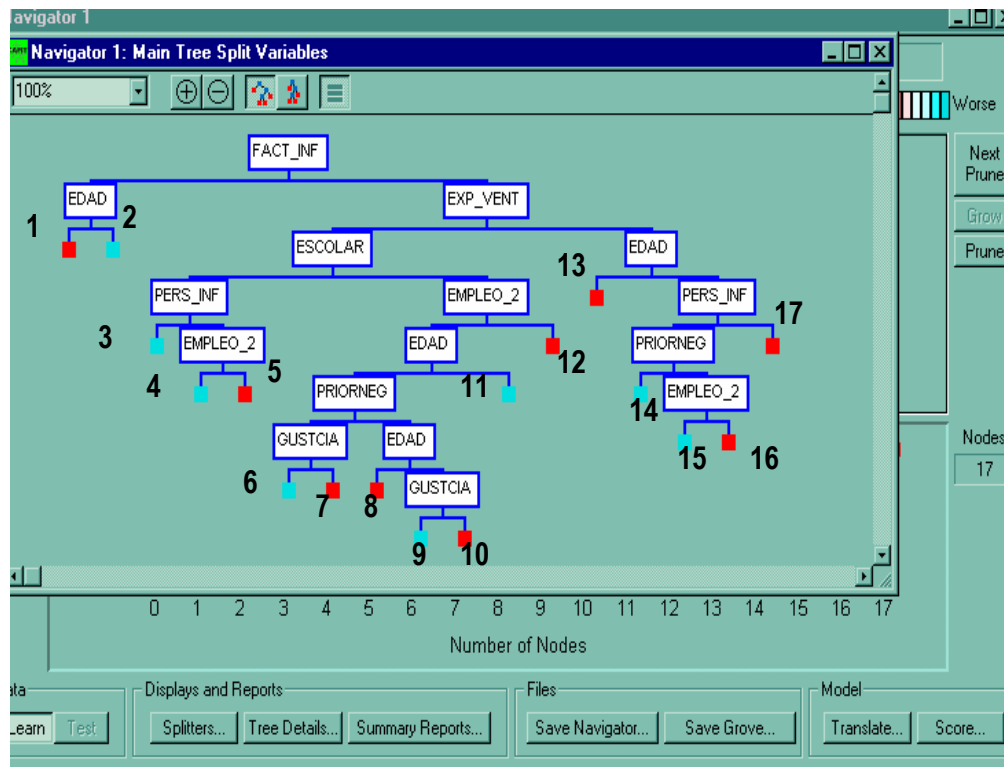 avigator 1
Navigator 1: Main Tree Split Variables
100%
Worse
FACT_INF
Next
Prune
EDAD
EXP_VENT
1
2
Grow
ESCOLAR
EDAD
Prune
13
PERS_INF
EMPLEO_2
PERS_INF
3
EMPLEO_2
EDAD
PRIORNEG
17
4
5
12
PRIORNEG
11
EMPLEO_2
14
GUSTCIA
EDAD
Nodes
15
16
17
6
7
8
GUSTCIA
9
10
0 1 2 3 4 5 6 7 8 9 10 11 12 13 14 15 16 17
Number of Nodes
ata
Displays and Reports
Files
Model
Learn
Test
Splitters...
Tree Details...
Summary Reports...
Save Navigator...
Save Grove...
Translate...
Score...